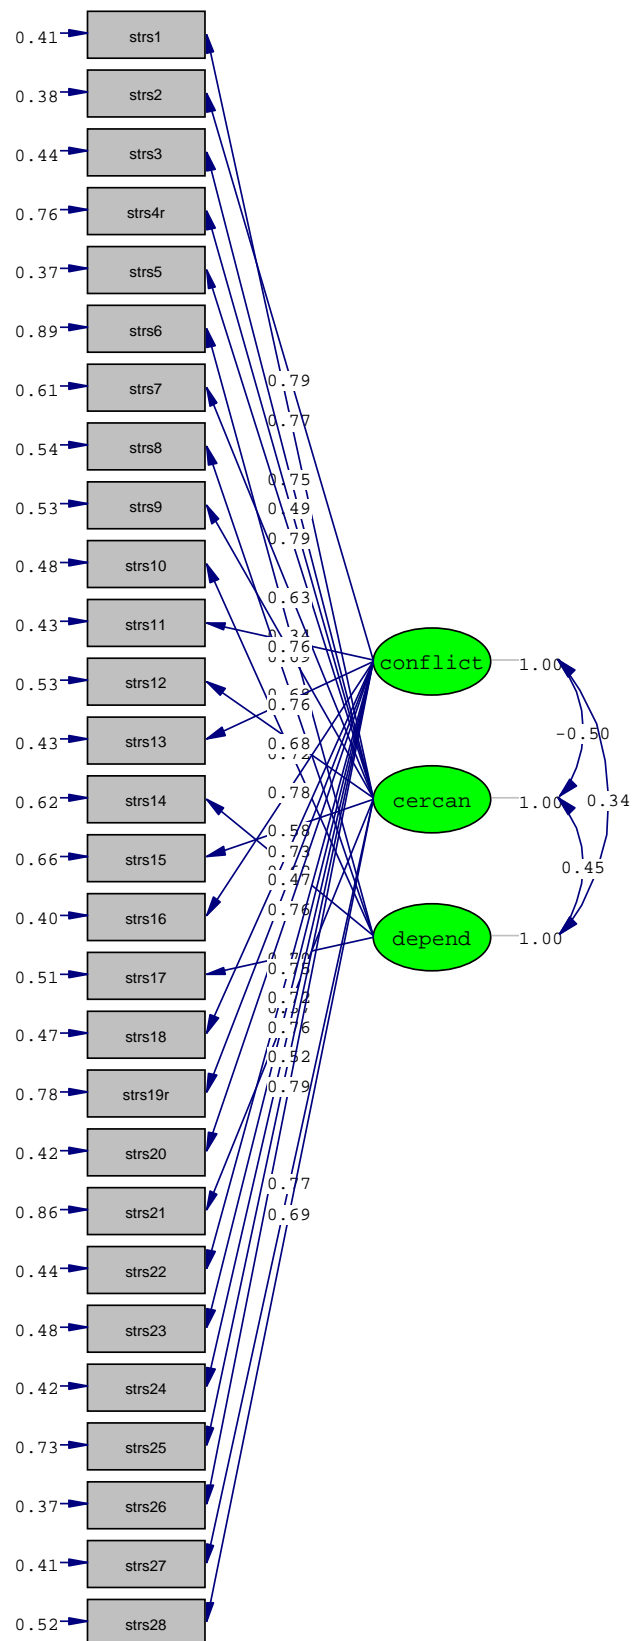 0.41 strs1
0.38 strs2
0.44 strs3
0.76 strs4r
0.37 strs5
0.89 strs6
0.61 strs7
0.54 strs8
0.53 strs9
0.48 strs10
0.43 strs11
0.53 strs12
0.43 strs13
0.62 strs14
0.66 strs15
0.40 strs16
0.51 strs17
0.47 strs18
0.78 strs19r
0.42 strs20
0.86 strs21
0.44 strs22
0.48 strs23
0.42 strs24
0.73 strs25
0.37 strs26
0.41 strs27
0.52 strs28
0.79
0.77
0.75
0.49
0.79
0.63
0.76
0.76
0.68
0.78
0.58
0.73
0.47
0.76
0.75
0.72
0.76
0.52
0.79
0.77
0.69
conflict 1.00
cercan 1.00
depend 1.00
-0.50
0.34
0.45